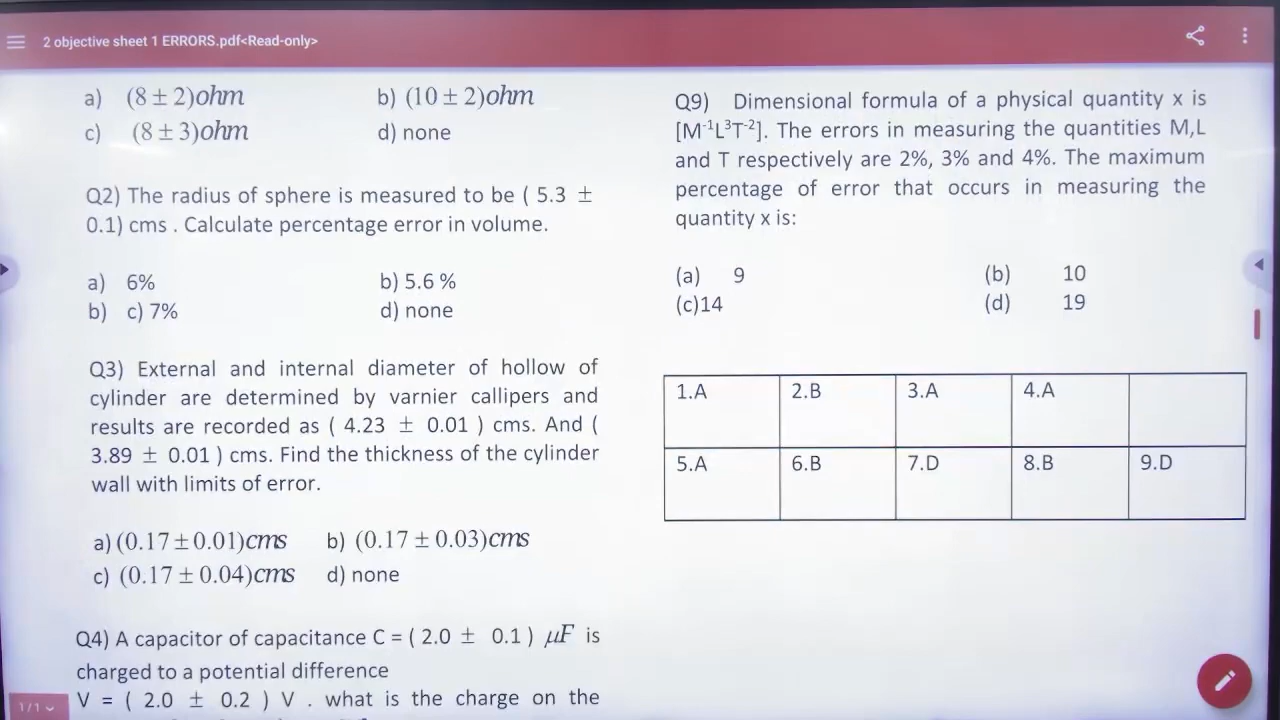 2 objective sheet 1 ERRORS.pdf<Read-only>
a) (8 ± 2)ohm b) (10 ± 2)ohm
c) (8 ± 3)ohm d) none
Q2) The radius of sphere is measured to be ( 5.3 ±
0.1) cms . Calculate percentage error in volume.
a) 6% b) 5.6 %
b) c) 7% d) none
Q3) External and internal diameter of hollow of
cylinder are determined by varnier callipers and
results are recorded as ( 4.23 ± 0.01 ) cms. And (
3.89 ± 0.01 ) cms. Find the thickness of the cylinder
wall with limits of error.
a) (0.17 ± 0.01)cms b) (0.17 ± 0.03)cms
c) (0.17 ± 0.04)cms d) none
Q4) A capacitor of capacitance C = ( 2.0 ± 0.1 ) μF is
charged to a potential difference
V = ( 2.0 ± 0.2 ) V . what is the charge on the
1/1
Q9) Dimensional formula of a physical quantity x is
[M⁻¹L³T⁻²]. The errors in measuring the quantities M,L
and T respectively are 2%, 3% and 4%. The maximum
percentage of error that occurs in measuring the
quantity x is:
(a) 9 (b) 10
(c)14 (d) 19
1.A 2.B 3.A 4.A
5.A 6.B 7.D 8.B 9.D